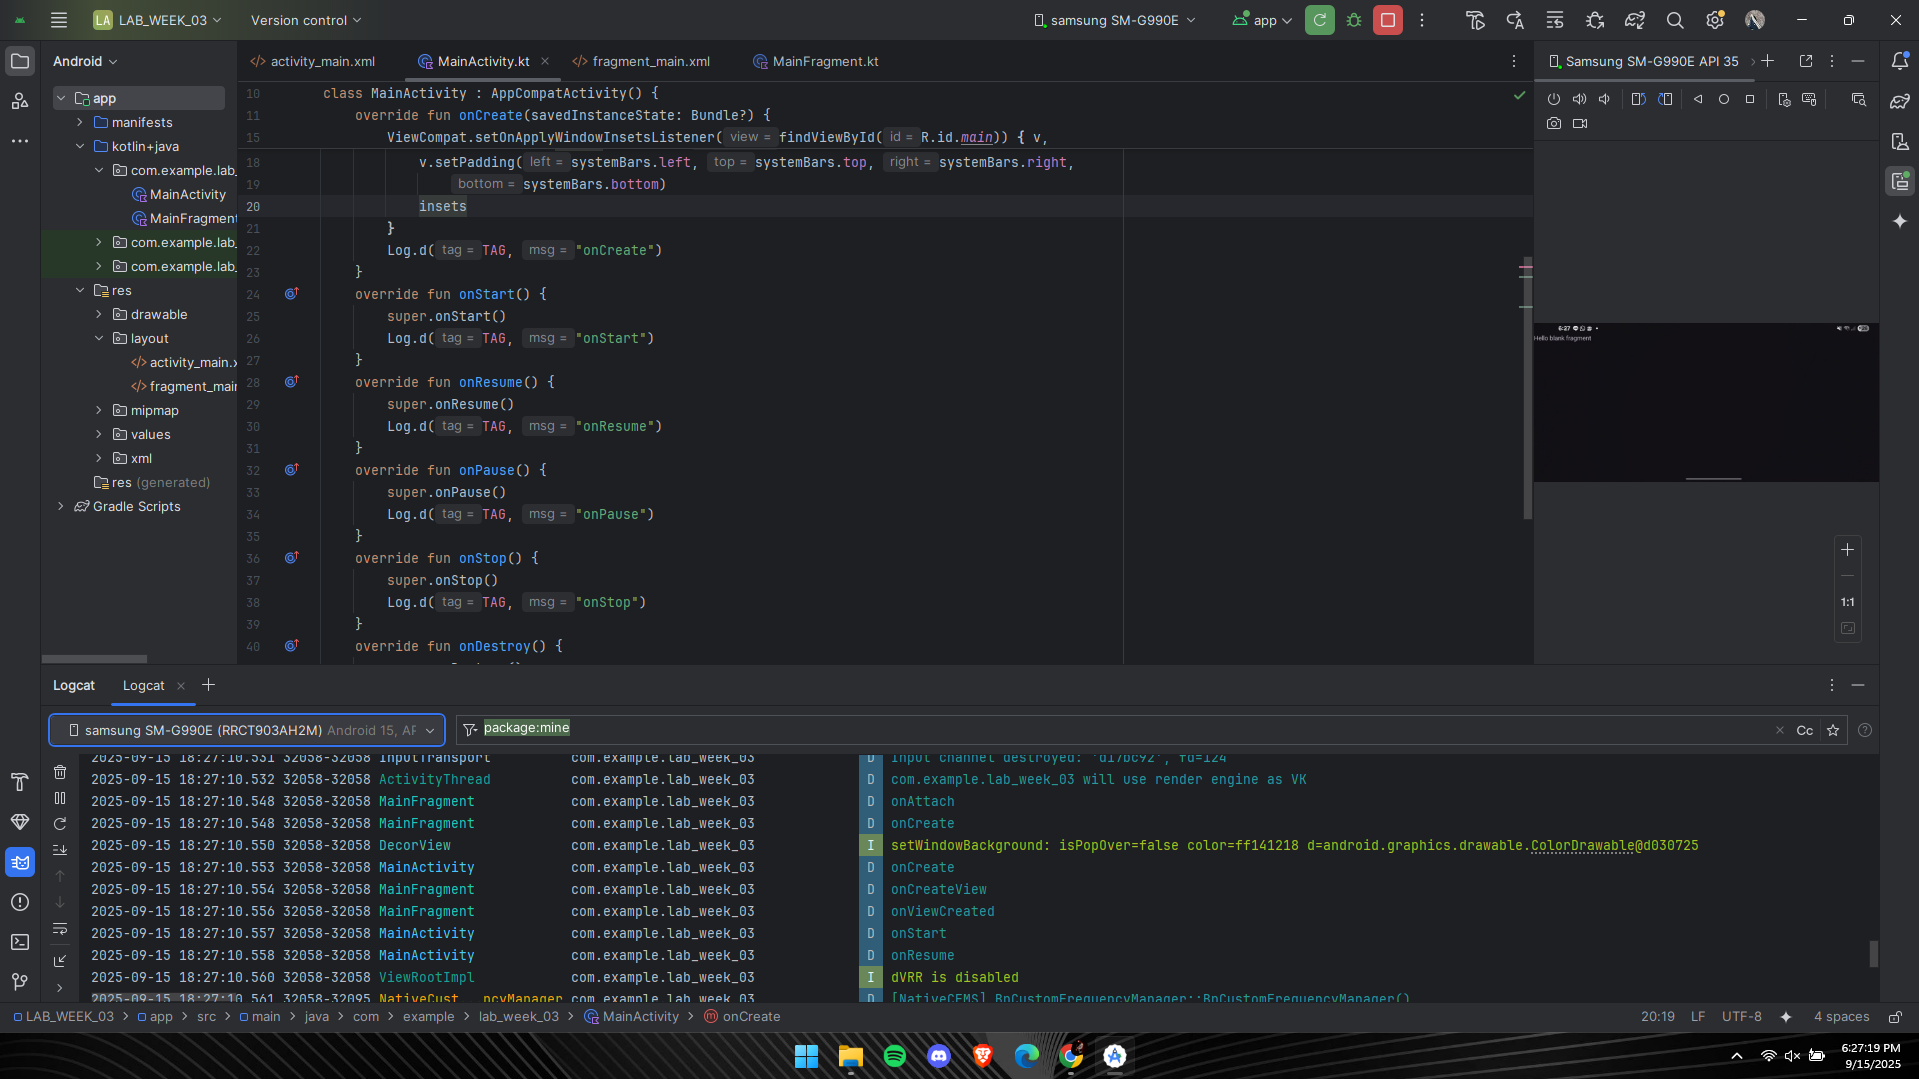 LA LAB_WEEK_03 Version control samsung SM-G990E app
Android
activity_main.xml MainActivity.kt fragment_main.xml MainFragment.kt
Samsung SM-G990E API 35
app
manifests
kotlin+java
com.example.lab_
MainActivity
MainFragment
com.example.lab_
com.example.lab_
res
drawable
layout
activity_main.x
fragment_main
mipmap
values
xml
res (generated)
Gradle Scripts
10 class MainActivity : AppCompatActivity() {
11 override fun onCreate(savedInstanceState: Bundle?) {
15 ViewCompat.setOnApplyWindowInsetsListener( view = findViewById( id = R.id.main)) { v,
18 v.setPadding( left = systemBars.left, top = systemBars.top, right = systemBars.right,
19 bottom = systemBars.bottom)
20 insets
21 }
22 Log.d( tag = TAG, msg = "onCreate")
23 }
24 override fun onStart() {
25 super.onStart()
26 Log.d( tag = TAG, msg = "onStart")
27 }
28 override fun onResume() {
29 super.onResume()
30 Log.d( tag = TAG, msg = "onResume")
31 }
32 override fun onPause() {
33 super.onPause()
34 Log.d( tag = TAG, msg = "onPause")
35 }
36 override fun onStop() {
37 super.onStop()
38 Log.d( tag = TAG, msg = "onStop")
39 }
40 override fun onDestroy() {
6:27
Hello blank fragment
1:1
Logcat Logcat
samsung SM-G990E (RRCT903AH2M) Android 15, AP
package:mine
Cc
2025-09-15 18:27:10.531 32058-32058 InputTransport com.example.lab_week_03 D Input channel destroyed: 'd17bc92', fd=124
2025-09-15 18:27:10.532 32058-32058 ActivityThread com.example.lab_week_03 D com.example.lab_week_03 will use render engine as VK
2025-09-15 18:27:10.548 32058-32058 MainFragment com.example.lab_week_03 D onAttach
2025-09-15 18:27:10.548 32058-32058 MainFragment com.example.lab_week_03 D onCreate
2025-09-15 18:27:10.550 32058-32058 DecorView com.example.lab_week_03 I setWindowBackground: isPopOver=false color=ff141218 d=android.graphics.drawable.ColorDrawable@d030725
2025-09-15 18:27:10.553 32058-32058 MainActivity com.example.lab_week_03 D onCreate
2025-09-15 18:27:10.554 32058-32058 MainFragment com.example.lab_week_03 D onCreateView
2025-09-15 18:27:10.556 32058-32058 MainFragment com.example.lab_week_03 D onViewCreated
2025-09-15 18:27:10.557 32058-32058 MainActivity com.example.lab_week_03 D onStart
2025-09-15 18:27:10.558 32058-32058 MainActivity com.example.lab_week_03 D onResume
2025-09-15 18:27:10.560 32058-32058 ViewRootImpl com.example.lab_week_03 I dVRR is disabled
2025-09-15 18:27:10.561 32058-32095 NativeCust...ncyManager com.example.lab_week_03 D [NativeCFMS] BpCustomFrequencyManager::BpCustomFrequencyManager()
LAB_WEEK_03 > app > src > main > java > com > example > lab_week_03 > MainActivity > onCreate
20:19 LF UTF-8 4 spaces
6:27:19 PM
9/15/2025